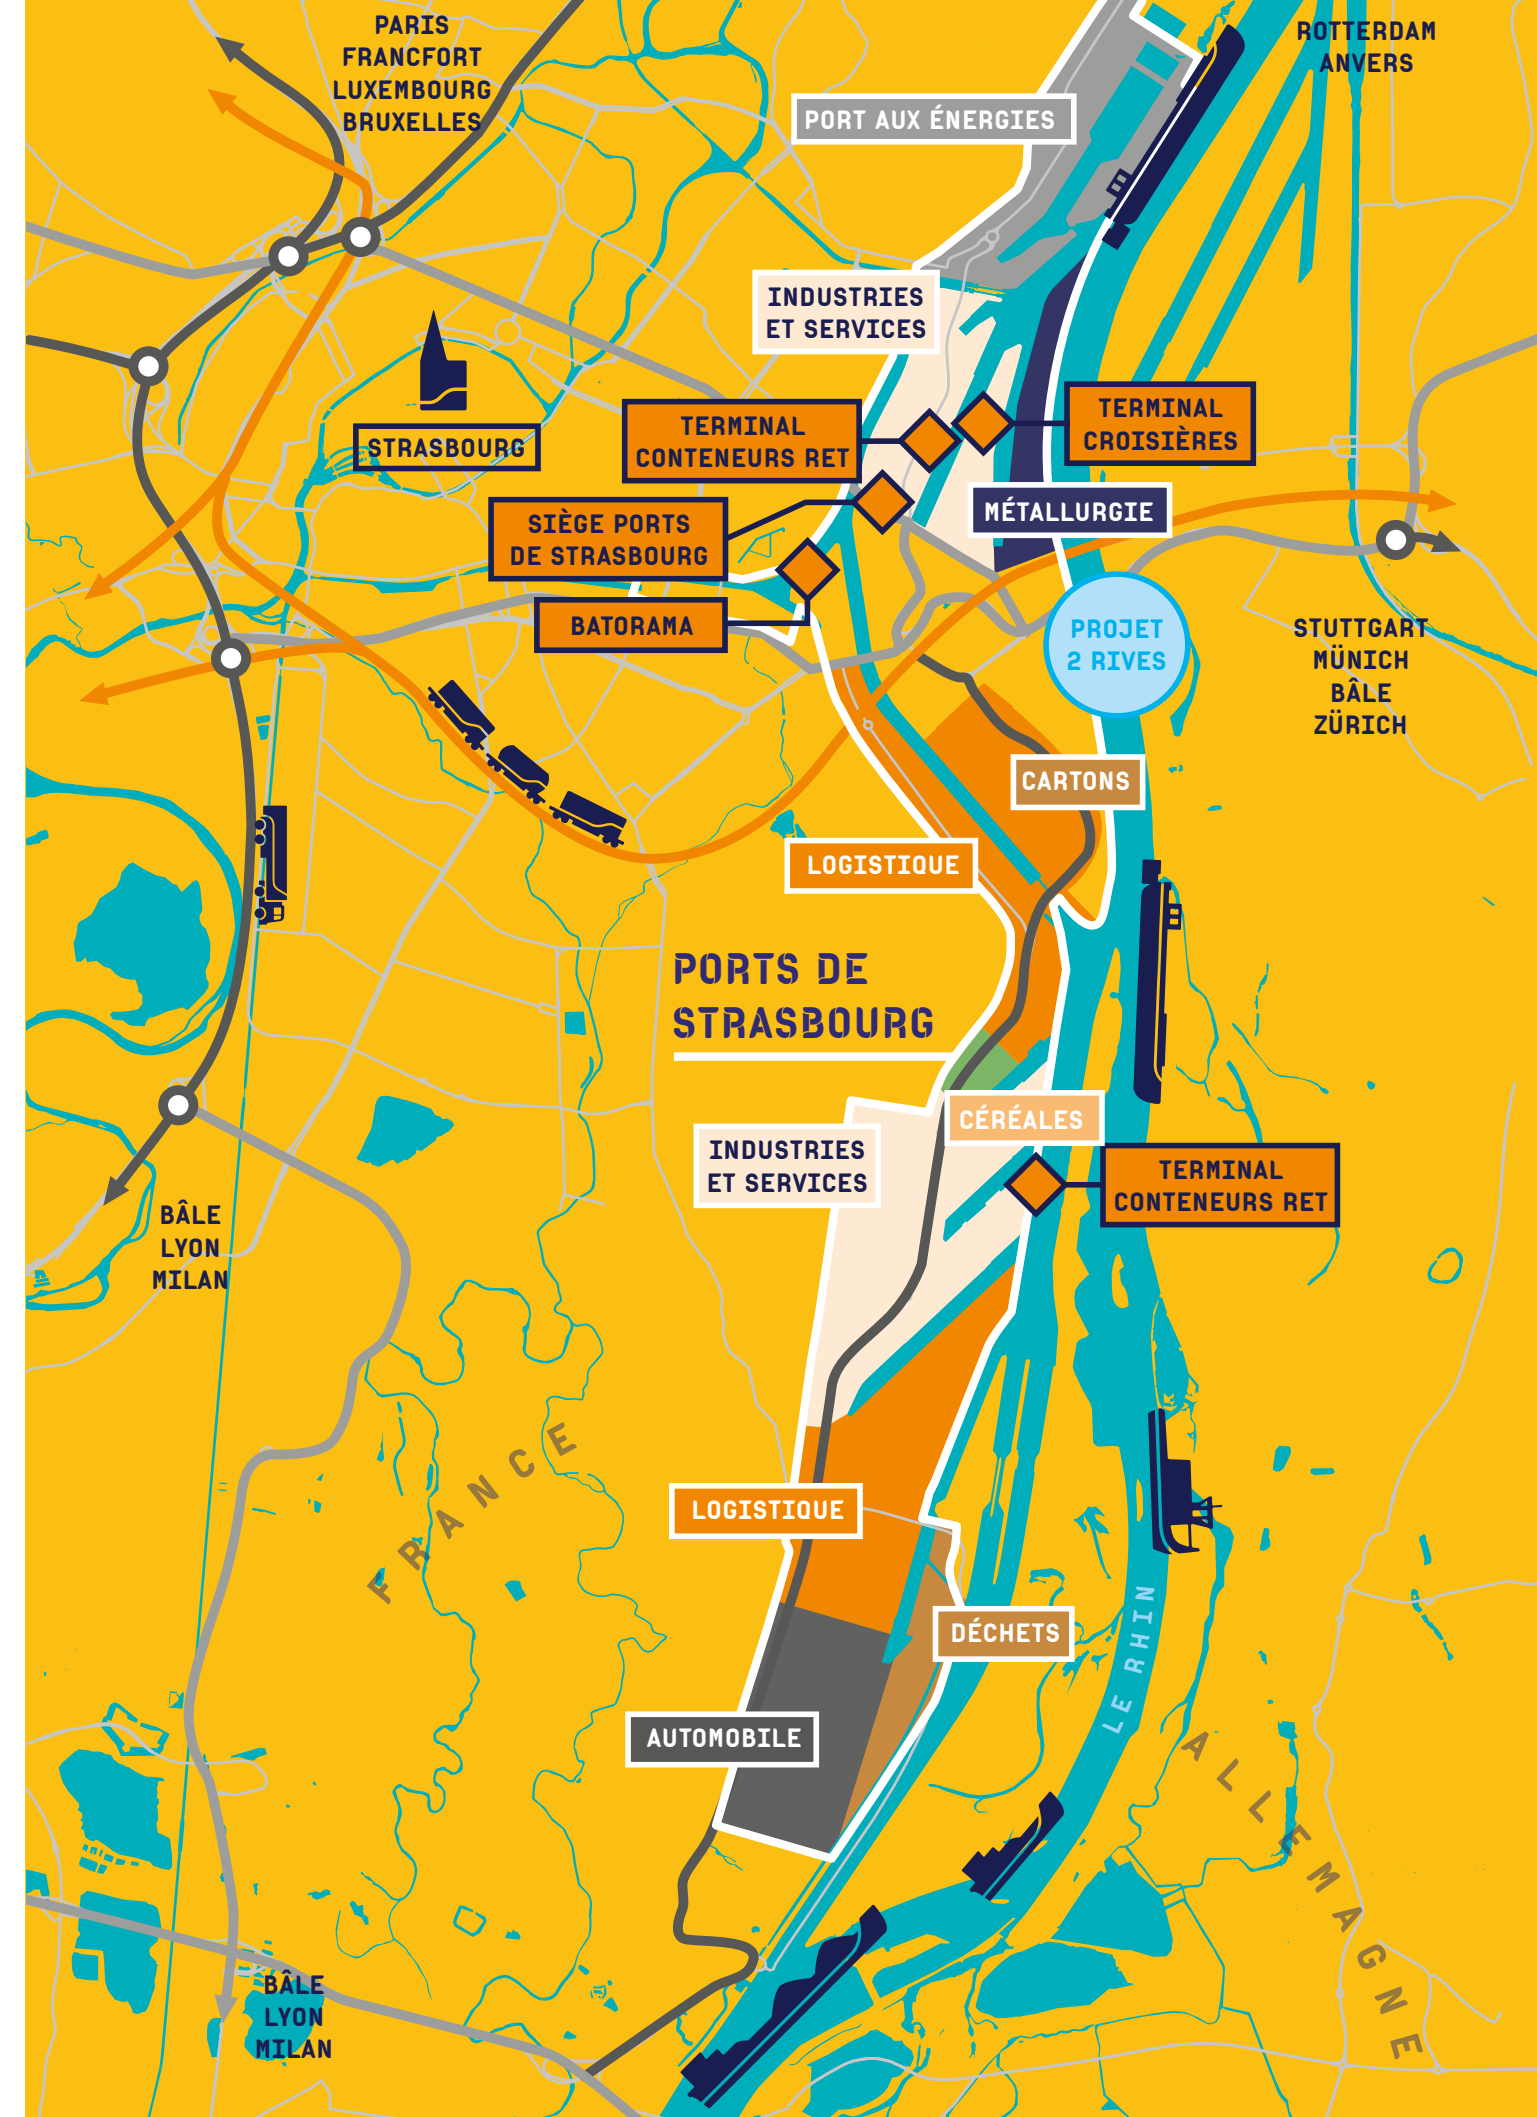 PARIS
FRANCFORT
LUXEMBOURG
BRUXELLES
ROTTERDAM
ANVERS
PORT AUX ÉNERGIES
INDUSTRIES
ET SERVICES
TERMINAL
CONTENEURS RET
TERMINAL
CROISIÈRES
STRASBOURG
MÉTALLURGIE
SIÈGE PORTS
DE STRASBOURG
BATORAMA
PROJET
2 RIVES
STUTTGART
MÜNICH
BÂLE
ZÜRICH
CARTONS
LOGISTIQUE
PORTS DE
STRASBOURG
CÉRÉALES
INDUSTRIES
ET SERVICES
TERMINAL
CONTENEURS RET
BÂLE
LYON
MILAN
FRANCE
LOGISTIQUE
DÉCHETS
LE RHIN
AUTOMOBILE
ALLEMAGNE
BÂLE
LYON
MILAN